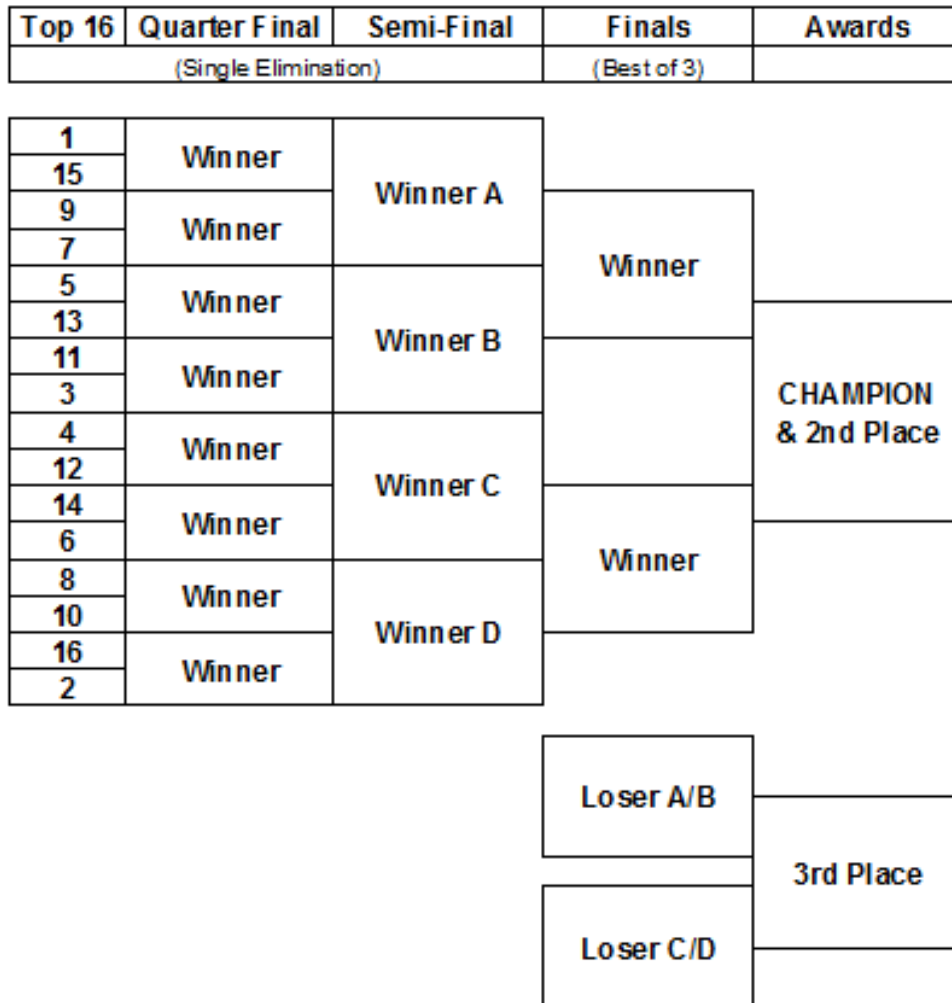 Top 16 Quarter Final Semi-Final Finals Awards
(Single Elimination) (Best of 3)
1
15
Winner
9
7
Winner
Winner A
5
13
Winner
11
3
Winner
Winner B
4
12
Winner
14
6
Winner
Winner C
8
10
Winner
16
2
Winner
Winner D
Winner
Winner
CHAMPION
& 2nd Place
Loser A/B
Loser C/D
3rd Place